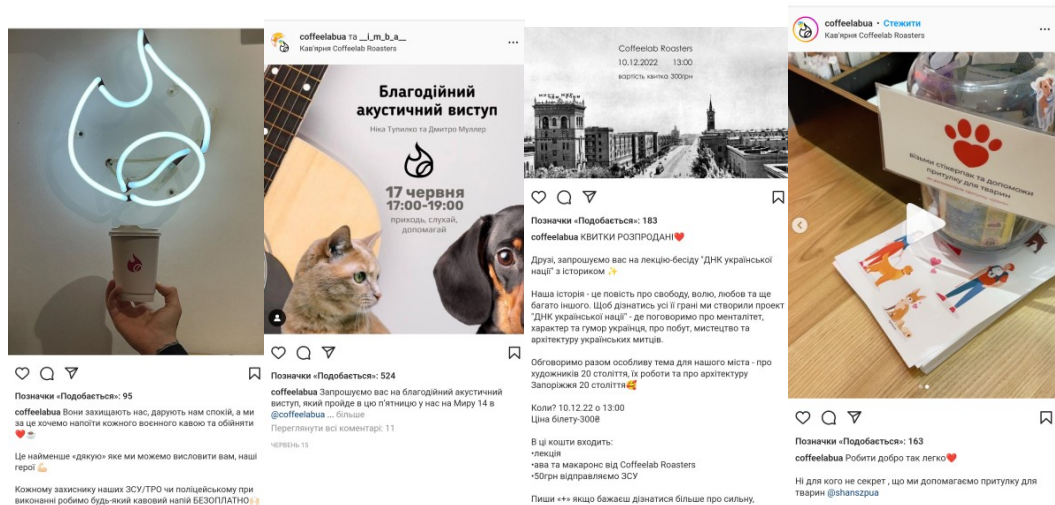 Позначки «Подобається»: 95
coffeelabua Вони захищають нас, дарують нам спокій, а ми
за це хочемо напоїти кожного воєнного кавою та обійняти
❤️☕
Це найменше «дякую» яке ми можемо висловити вам, наші
герої 💪🏻
Кожному захиснику наших ЗСУ/ТРО чи поліцейському при
виконанні робимо будь-який кавовий напій БЕЗОПЛАТНО🙌🏻
coffeelabua та __i_m_b_a__
Кав'ярня Coffeelab Roasters
Благодійний
акустичний виступ
Ніка Тупилко та Дмитро Муллер
17 червня
17:00-19:00
приходь, слухай,
допомагай
Позначки «Подобається»: 524
coffeelabua Запрошуємо вас на благодійний акустичний
виступ, який пройде в цю п'ятницю у нас на Миру 14 в
@coffeelabua ... більше
Переглянути всі коментарі: 11
ЧЕРВЕНЬ 15
Coffeelab Roasters
10.12.2022 13:00
вартість квитка 300грн
Позначки «Подобається»: 183
coffeelabua КВИТКИ РОЗПРОДАНІ❤️
Друзі, запрошуємо вас на лекцію-бесіду "ДНК української
нації" з істориком ✨
Наша історія - це повість про свободу, волю, любов та ще
багато іншого. Щоб дізнатись усі її грані ми створили проект
"ДНК української нації" - де поговоримо про менталітет,
характер та гумор українця, про побут, мистецтво та
архітектуру українських митців.
Обговоримо разом особливу тема для нашого міста - про
художників 20 століття, їх роботи та про архітектуру
Запоріжжя 20 століття🥰
Коли? 10.12.22 о 13:00
Ціна білету-300₴
В ці кошти входить:
•лекція
•ава та макаронс від Coffeelab Roasters
•50грн відправляємо ЗСУ
Пиши «+» якщо бажаєш дізнатися більше про сильну,
coffeelabua • Стежити
Кав'ярня Coffeelab Roasters
Візьми стікерпак та допоможи
притулку для тварин
Позначки «Подобається»: 163
coffeelabua Робити добро так легко❤️
Ні для кого не секрет , що ми допомагаємо притулку для
тварин @shanszpua